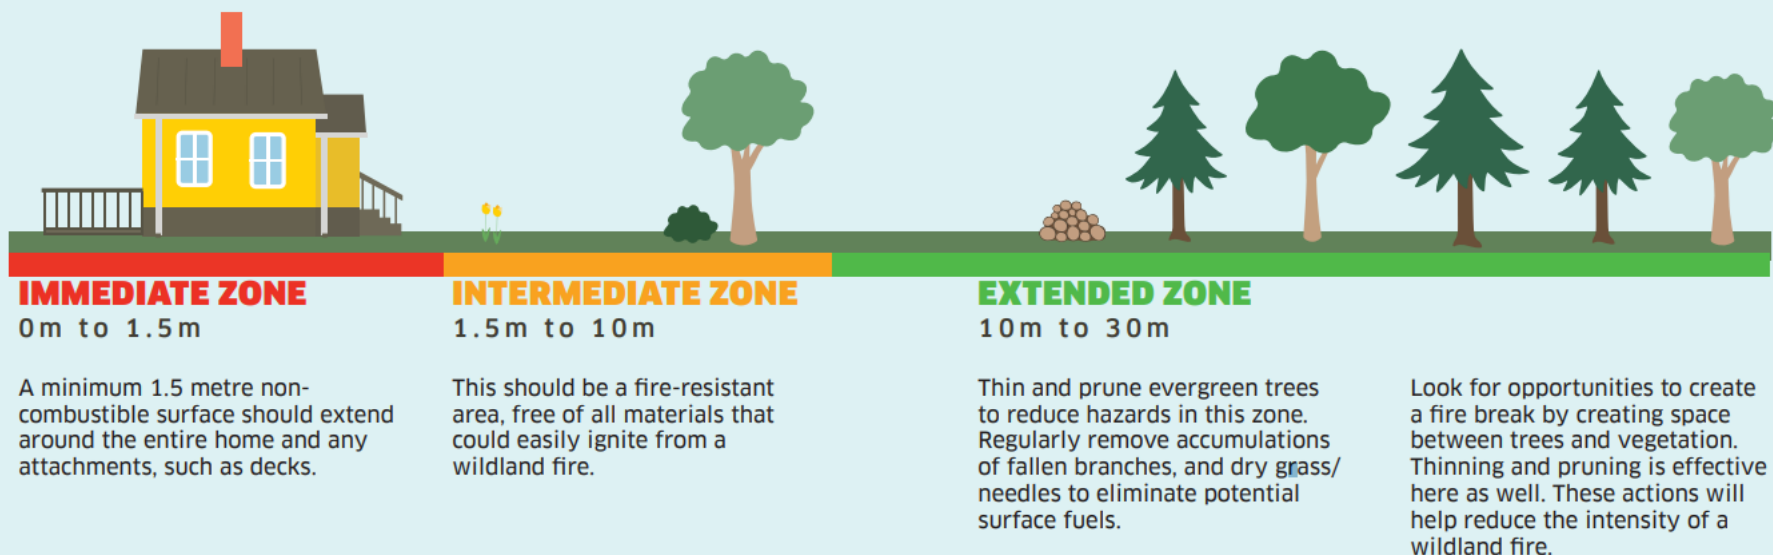 IMMEDIATE ZONE
0m to 1.5m
A minimum 1.5 metre non-
combustible surface should extend
around the entire home and any
attachments, such as decks.
INTERMEDIATE ZONE
1.5m to 10m
This should be a fire-resistant
area, free of all materials that
could easily ignite from a
wildland fire.
EXTENDED ZONE
10m to 30m
Thin and prune evergreen trees
to reduce hazards in this zone.
Regularly remove accumulations
of fallen branches, and dry grass/
needles to eliminate potential
surface fuels.
Look for opportunities to create
a fire break by creating space
between trees and vegetation.
Thinning and pruning is effective
here as well. These actions will
help reduce the intensity of a
wildland fire.